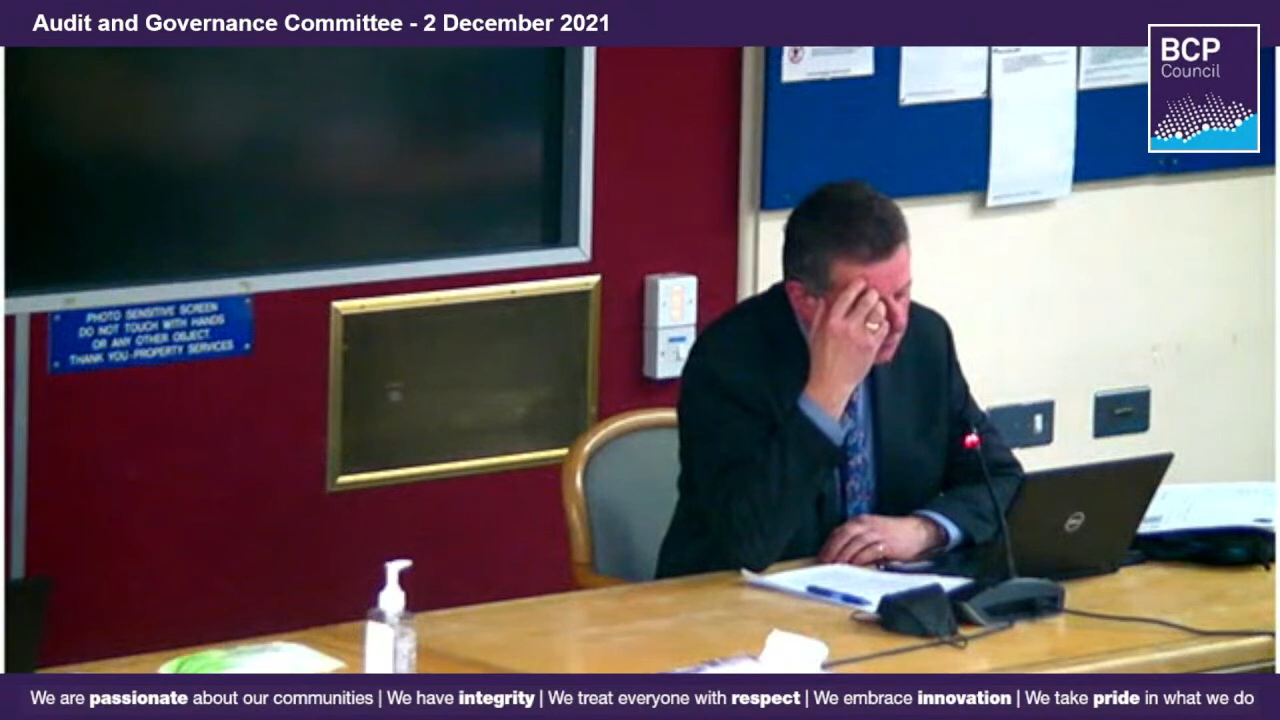 Audit and Governance Committee - 2 December 2021
BCP
Council
PHOTO SENSITIVE SCREEN
DO NOT TOUCH WITH HANDS
OR ANY OTHER OBJECT
THANK YOU-PROPERTY SERVICES
DELL
We are passionate about our communities | We have integrity | We treat everyone with respect | We embrace innovation | We take pride in what we do